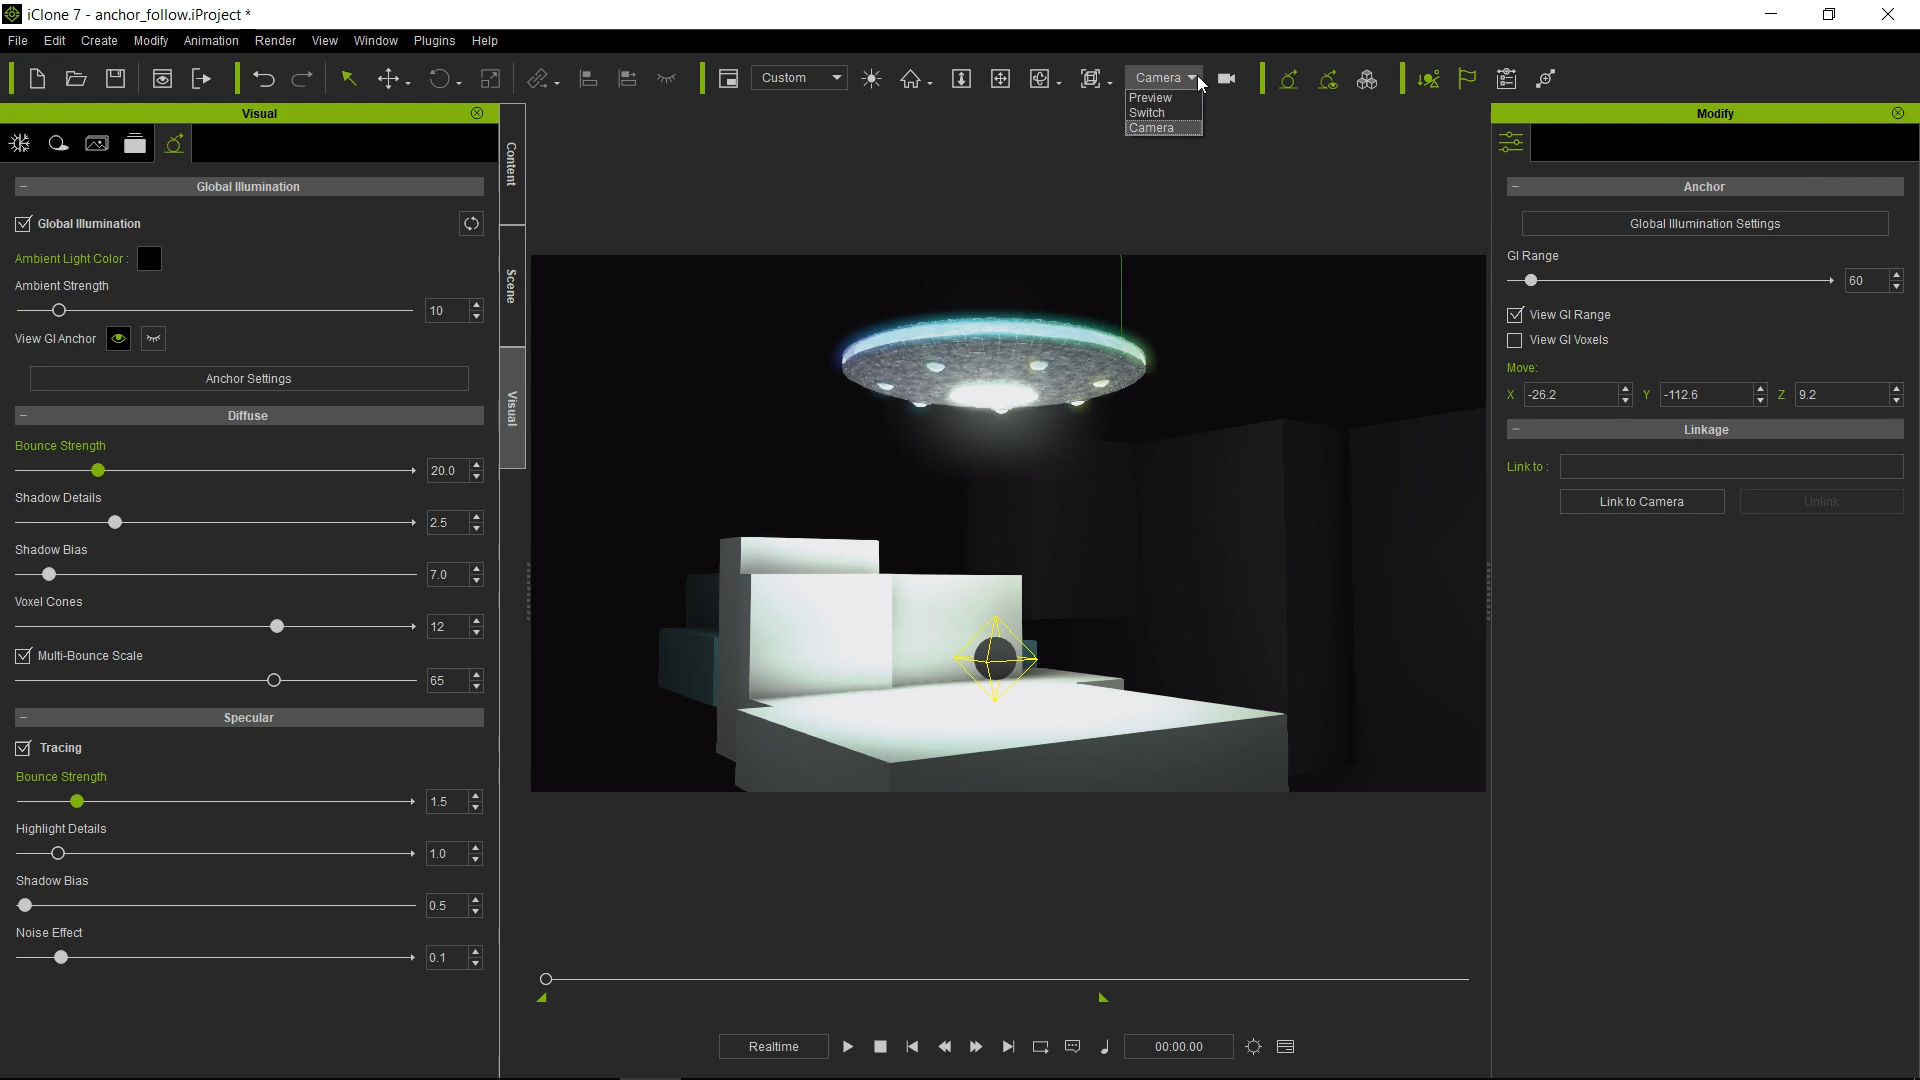 iClone 7 - anchor_follow.iProject *
File Edit Create Modify Animation Render View Window Plugins Help
Custom
Camera
Preview
Switch
Camera
Visual
Global Illumination
Global Illumination
Ambient Light Color :
Ambient Strength
10
View GI Anchor
Anchor Settings
Diffuse
Bounce Strength
20.0
Shadow Details
2.5
Shadow Bias
7.0
Voxel Cones
12
Multi-Bounce Scale
65
Specular
Tracing
Bounce Strength
1.5
Highlight Details
1.0
Shadow Bias
0.5
Noise Effect
0.1
Content
Scene
Visual
Realtime
00:00.00
Modify
Anchor
Global Illumination Settings
GI Range
60
View GI Range
View GI Voxels
Move:
X -26.2 Y -112.6 Z 9.2
Linkage
Link to :
Link to Camera Unlink